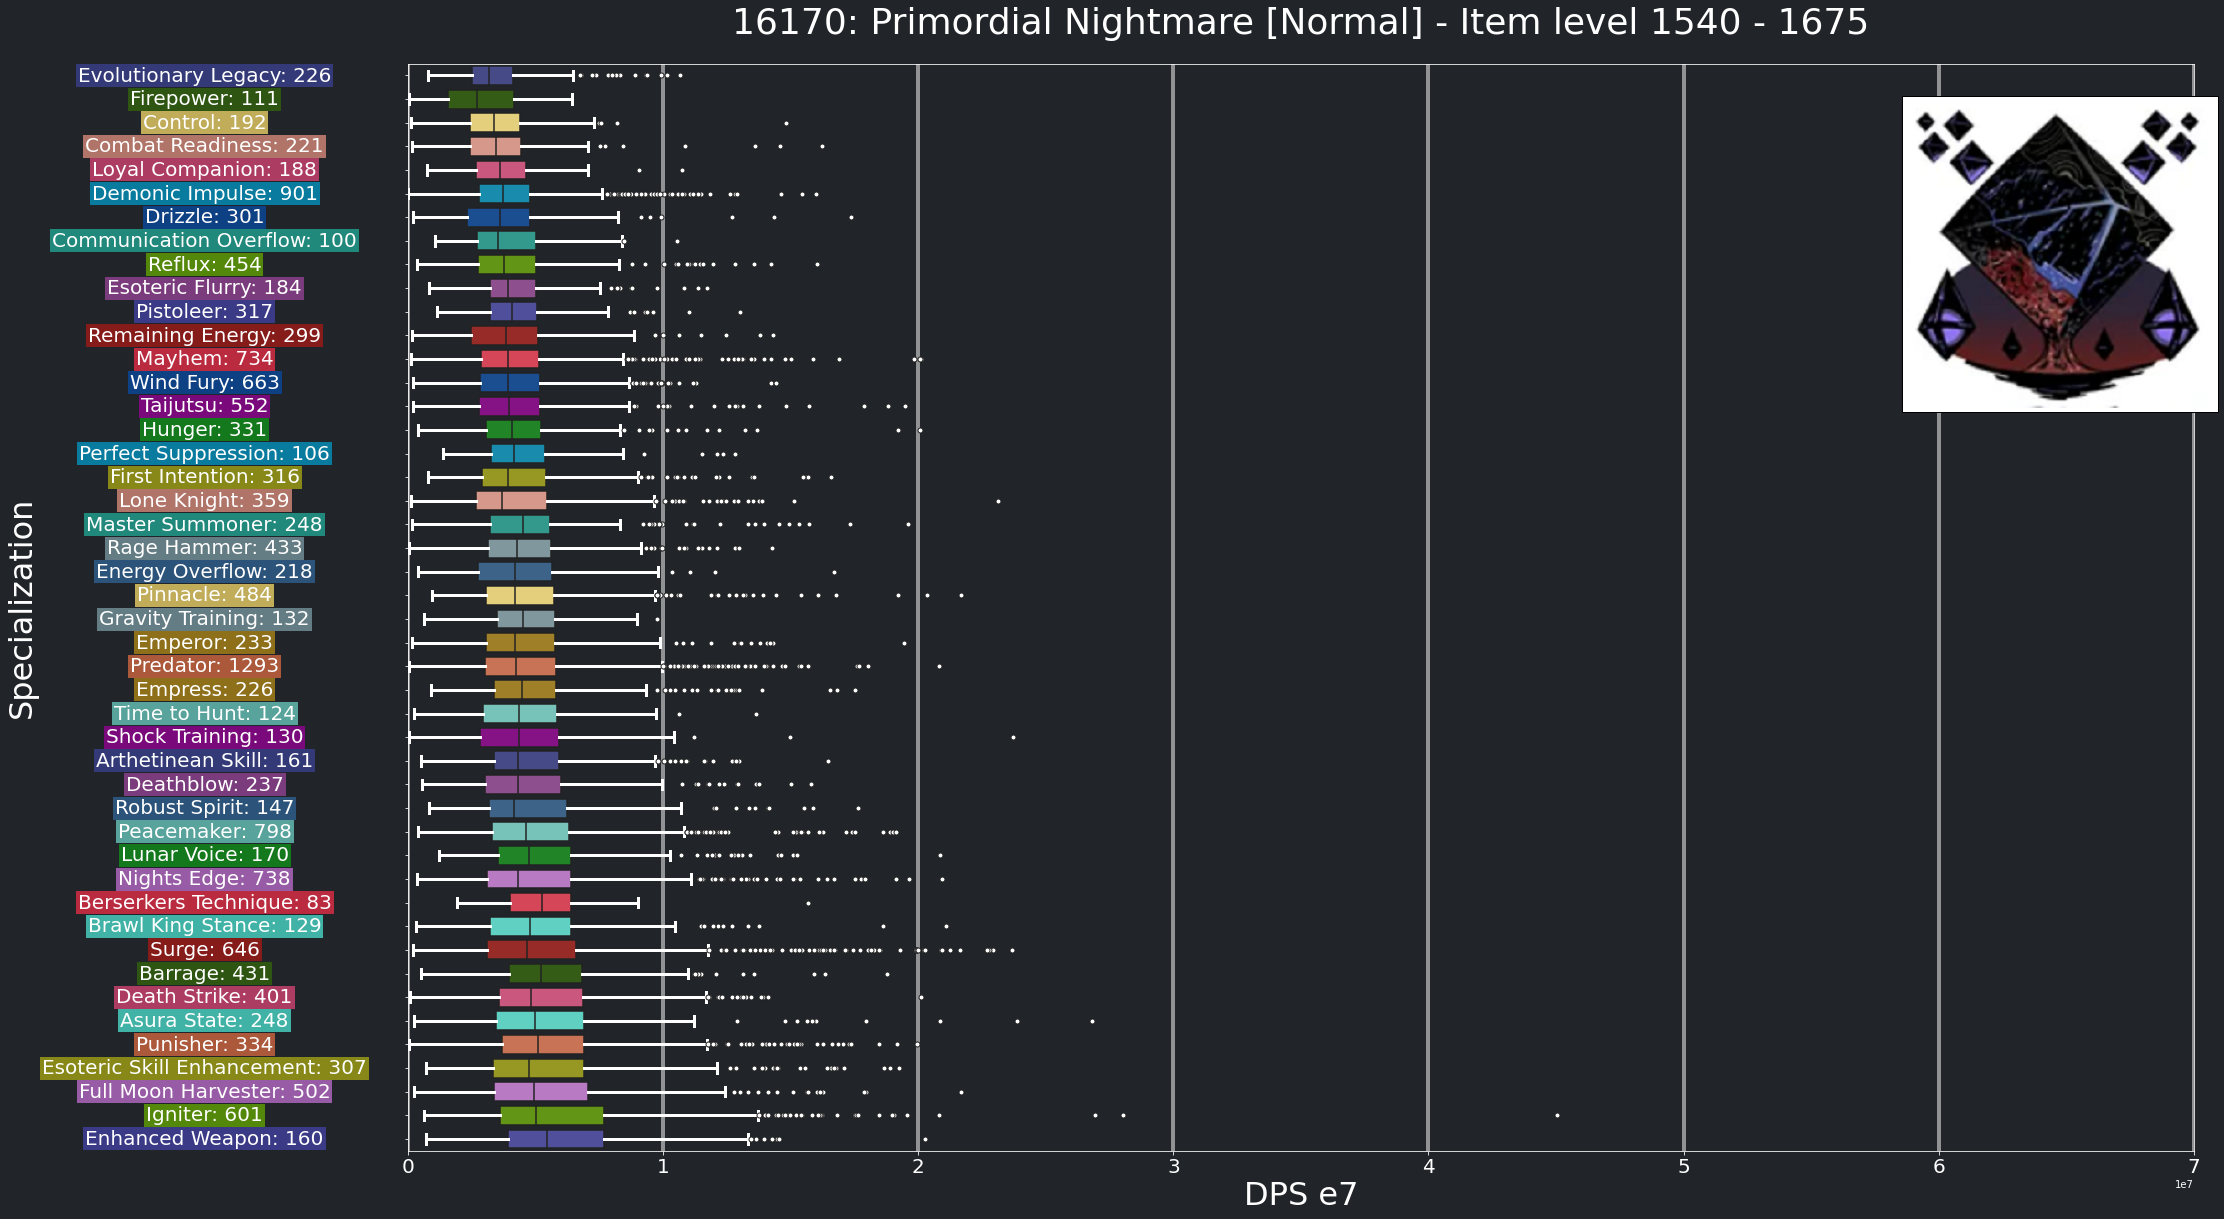 16170: Primordial Nightmare [Normal] - Item level 1540 - 1675
Specialization
Evolutionary Legacy: 226
Firepower: 111
Control: 192
Combat Readiness: 221
Loyal Companion: 188
Demonic Impulse: 901
Drizzle: 301
Communication Overflow: 100
Reflux: 454
Esoteric Flurry: 184
Pistoleer: 317
Remaining Energy: 299
Mayhem: 734
Wind Fury: 663
Taijutsu: 552
Hunger: 331
Perfect Suppression: 106
First Intention: 316
Lone Knight: 359
Master Summoner: 248
Rage Hammer: 433
Energy Overflow: 218
Pinnacle: 484
Gravity Training: 132
Emperor: 233
Predator: 1293
Empress: 226
Time to Hunt: 124
Shock Training: 130
Arthetinean Skill: 161
Deathblow: 237
Robust Spirit: 147
Peacemaker: 798
Lunar Voice: 170
Nights Edge: 738
Berserkers Technique: 83
Brawl King Stance: 129
Surge: 646
Barrage: 431
Death Strike: 401
Asura State: 248
Punisher: 334
Esoteric Skill Enhancement: 307
Full Moon Harvester: 502
Igniter: 601
Enhanced Weapon: 160
0 1 2 3 4 5 6 7
1e7
DPS e7